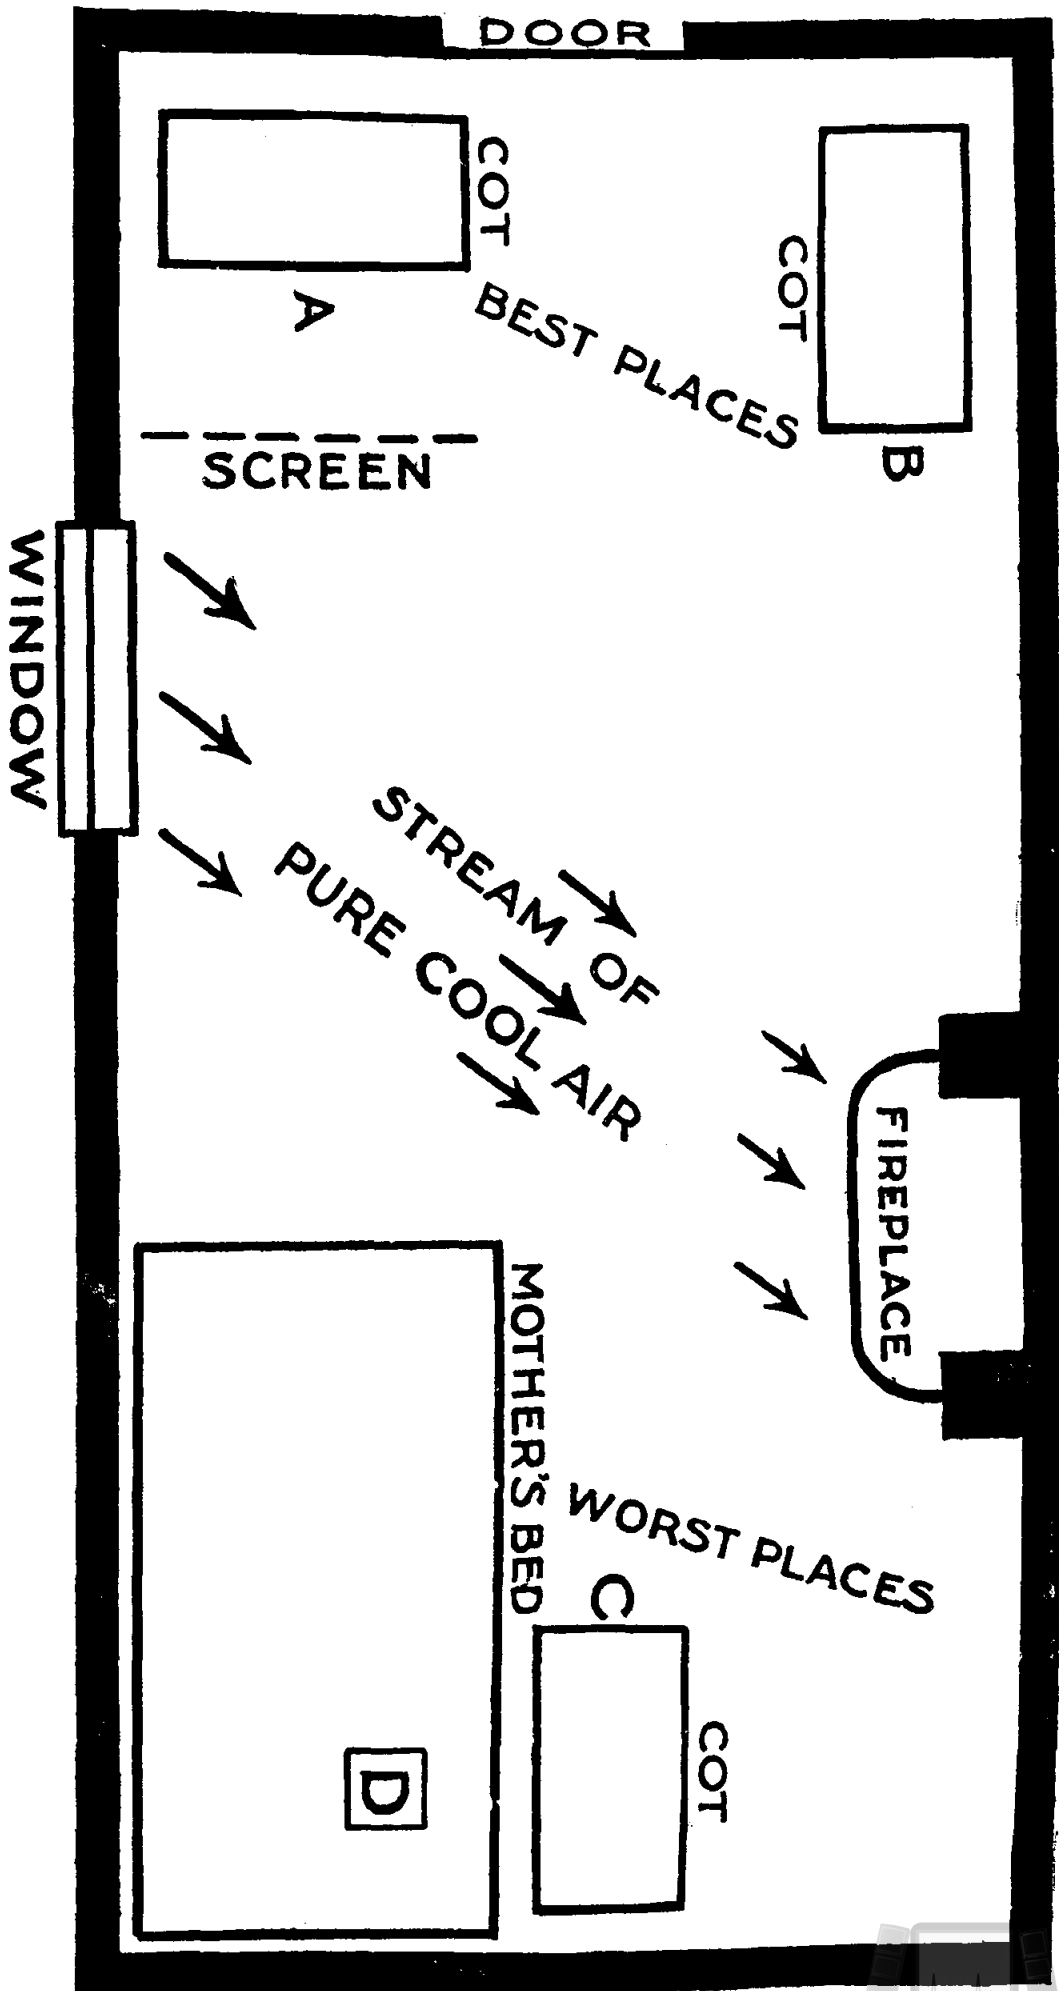 DOOR
COT
A
COT
B
BEST PLACES
SCREEN
WINDOW
STREAM OF
PURE COOL AIR
FIREPLACE
MOTHER'S BED
WORST PLACES
C
COT
D